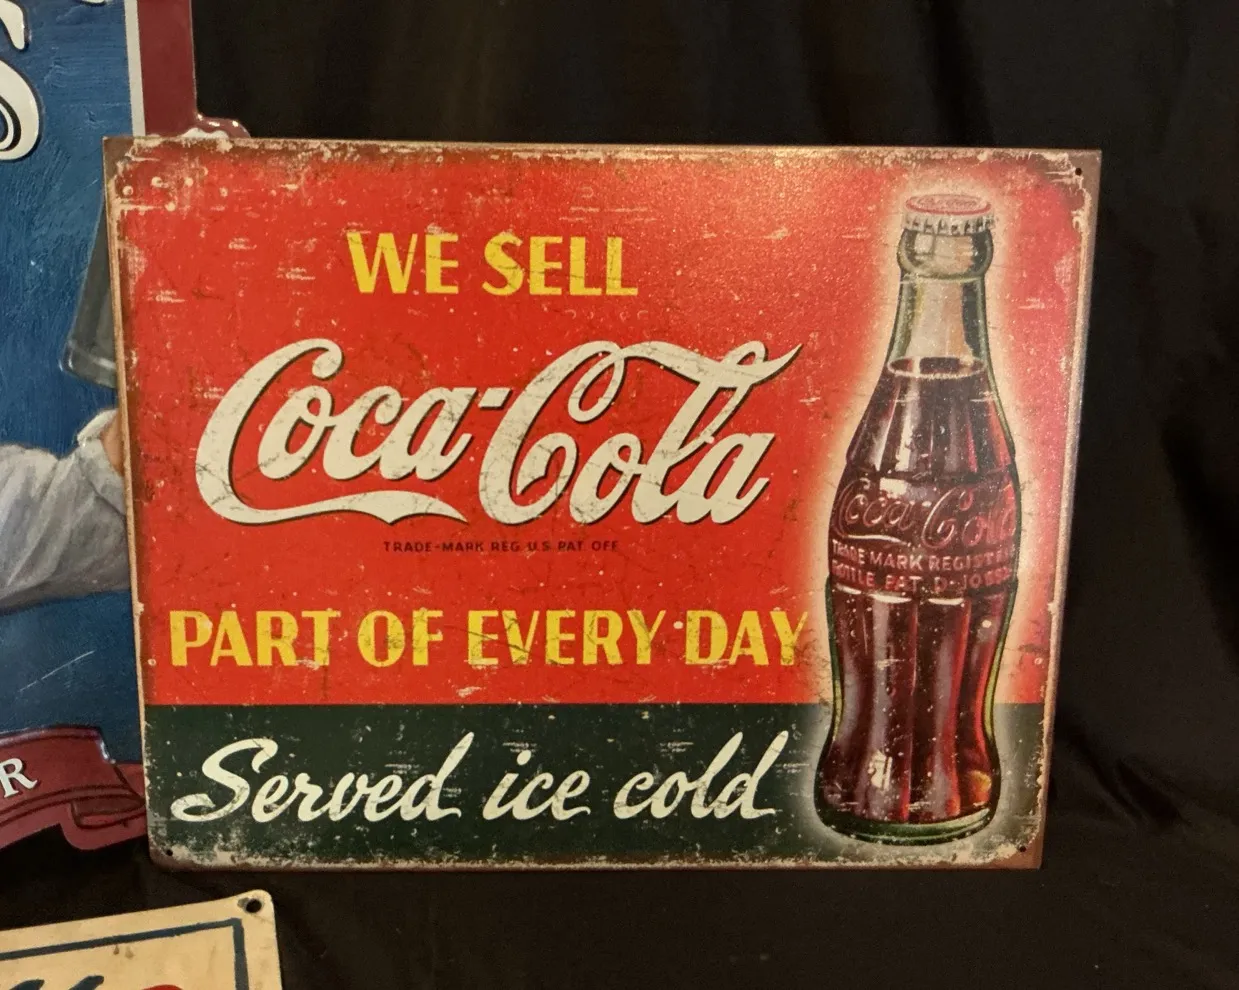 S
WE SELL
Coca-Cola
TRADE-MARK REG. U.S. PAT. OFF.
PART OF EVERY DAY
Served ice cold
Coca-Cola
TRADE MARK REGISTERED
BOTTLE PAT. D-105529
R